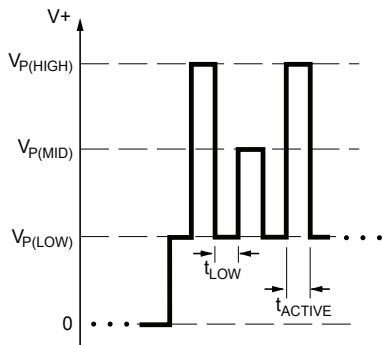 V+
VP(HIGH)
VP(MID)
VP(LOW)
tLOW
tACTIVE
0